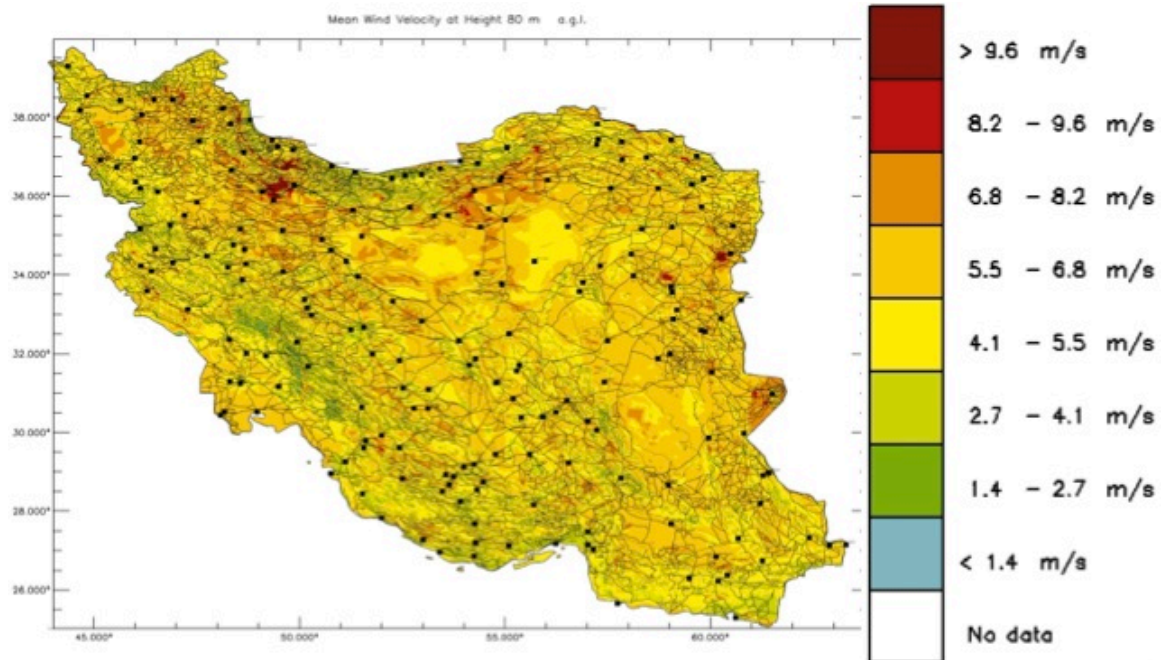 Mean Wind Velocity at Height 80 m a.g.l.
38.000°
36.000°
34.000°
32.000°
30.000°
28.000°
26.000°
45.000°
50.000°
55.000°
60.000°
> 9.6 m/s
8.2 - 9.6 m/s
6.8 - 8.2 m/s
5.5 - 6.8 m/s
4.1 - 5.5 m/s
2.7 - 4.1 m/s
1.4 - 2.7 m/s
< 1.4 m/s
No data